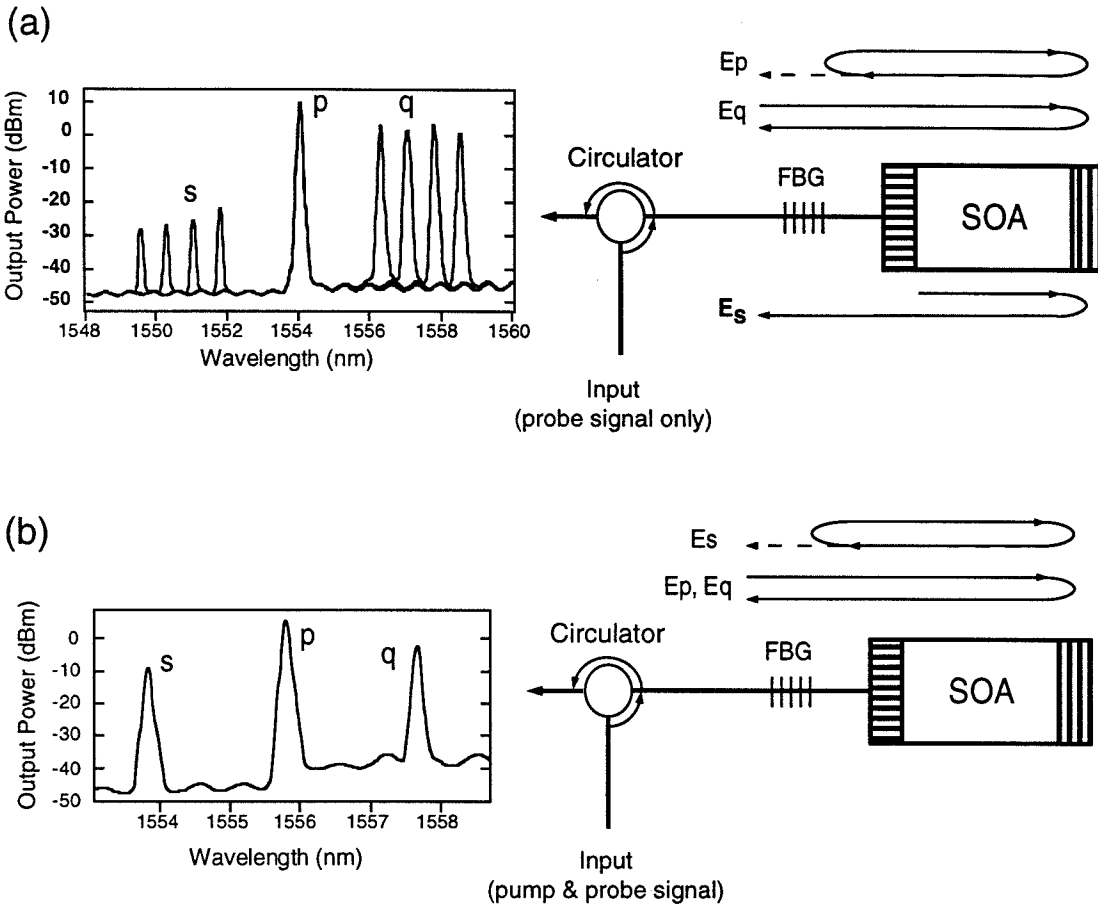 (a)
Output Power (dBm)
10
0
-10
-20
-30
-40
-50
s
p
q
1548
1550
1552
1554
1556
1558
1560
Wavelength (nm)
Ep
Eq
Circulator
FBG
SOA
Es
Input
(probe signal only)
(b)
Output Power (dBm)
0
-10
-20
-30
-40
-50
s
p
q
1554
1555
1556
1557
1558
Wavelength (nm)
Es
Ep, Eq
Circulator
FBG
SOA
Input
(pump & probe signal)